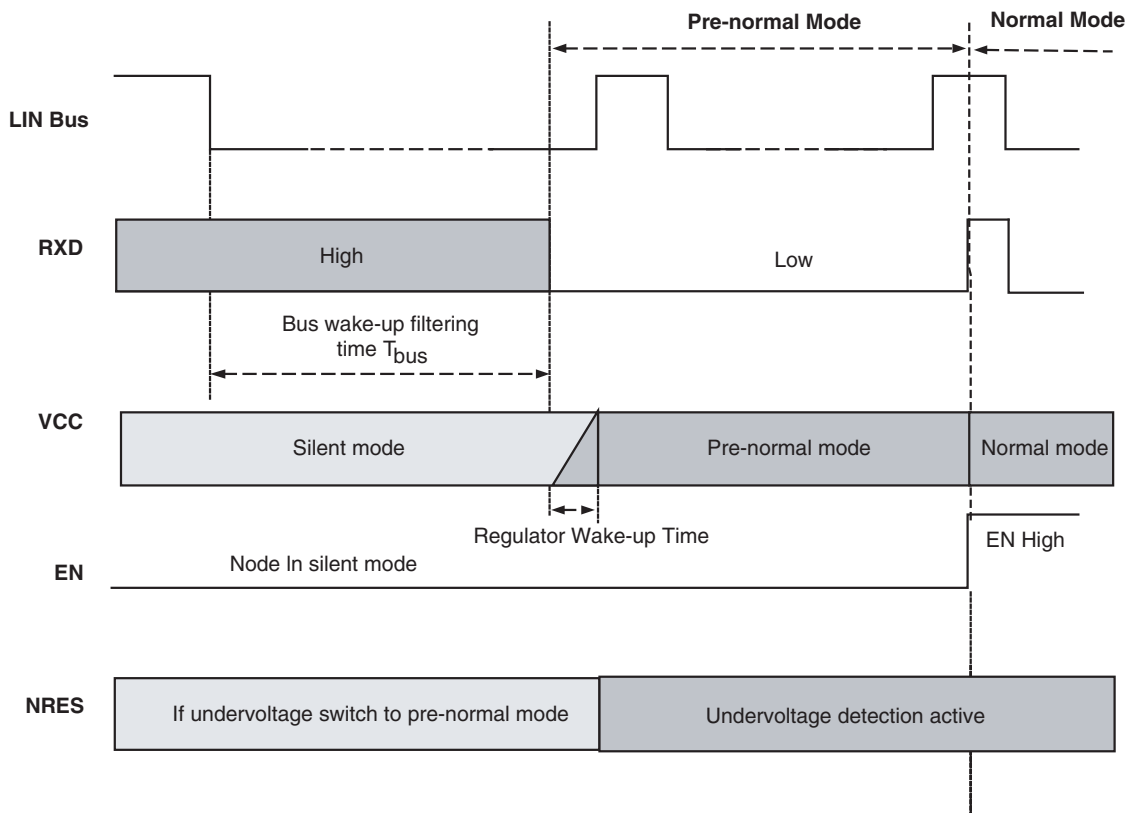 Pre-normal Mode
Normal Mode
LIN Bus
RXD
High
Low
Bus wake-up filtering
time Tbus
VCC
Silent mode
Pre-normal mode
Normal mode
Regulator Wake-up Time
EN
Node In silent mode
EN High
NRES
If undervoltage switch to pre-normal mode
Undervoltage detection active